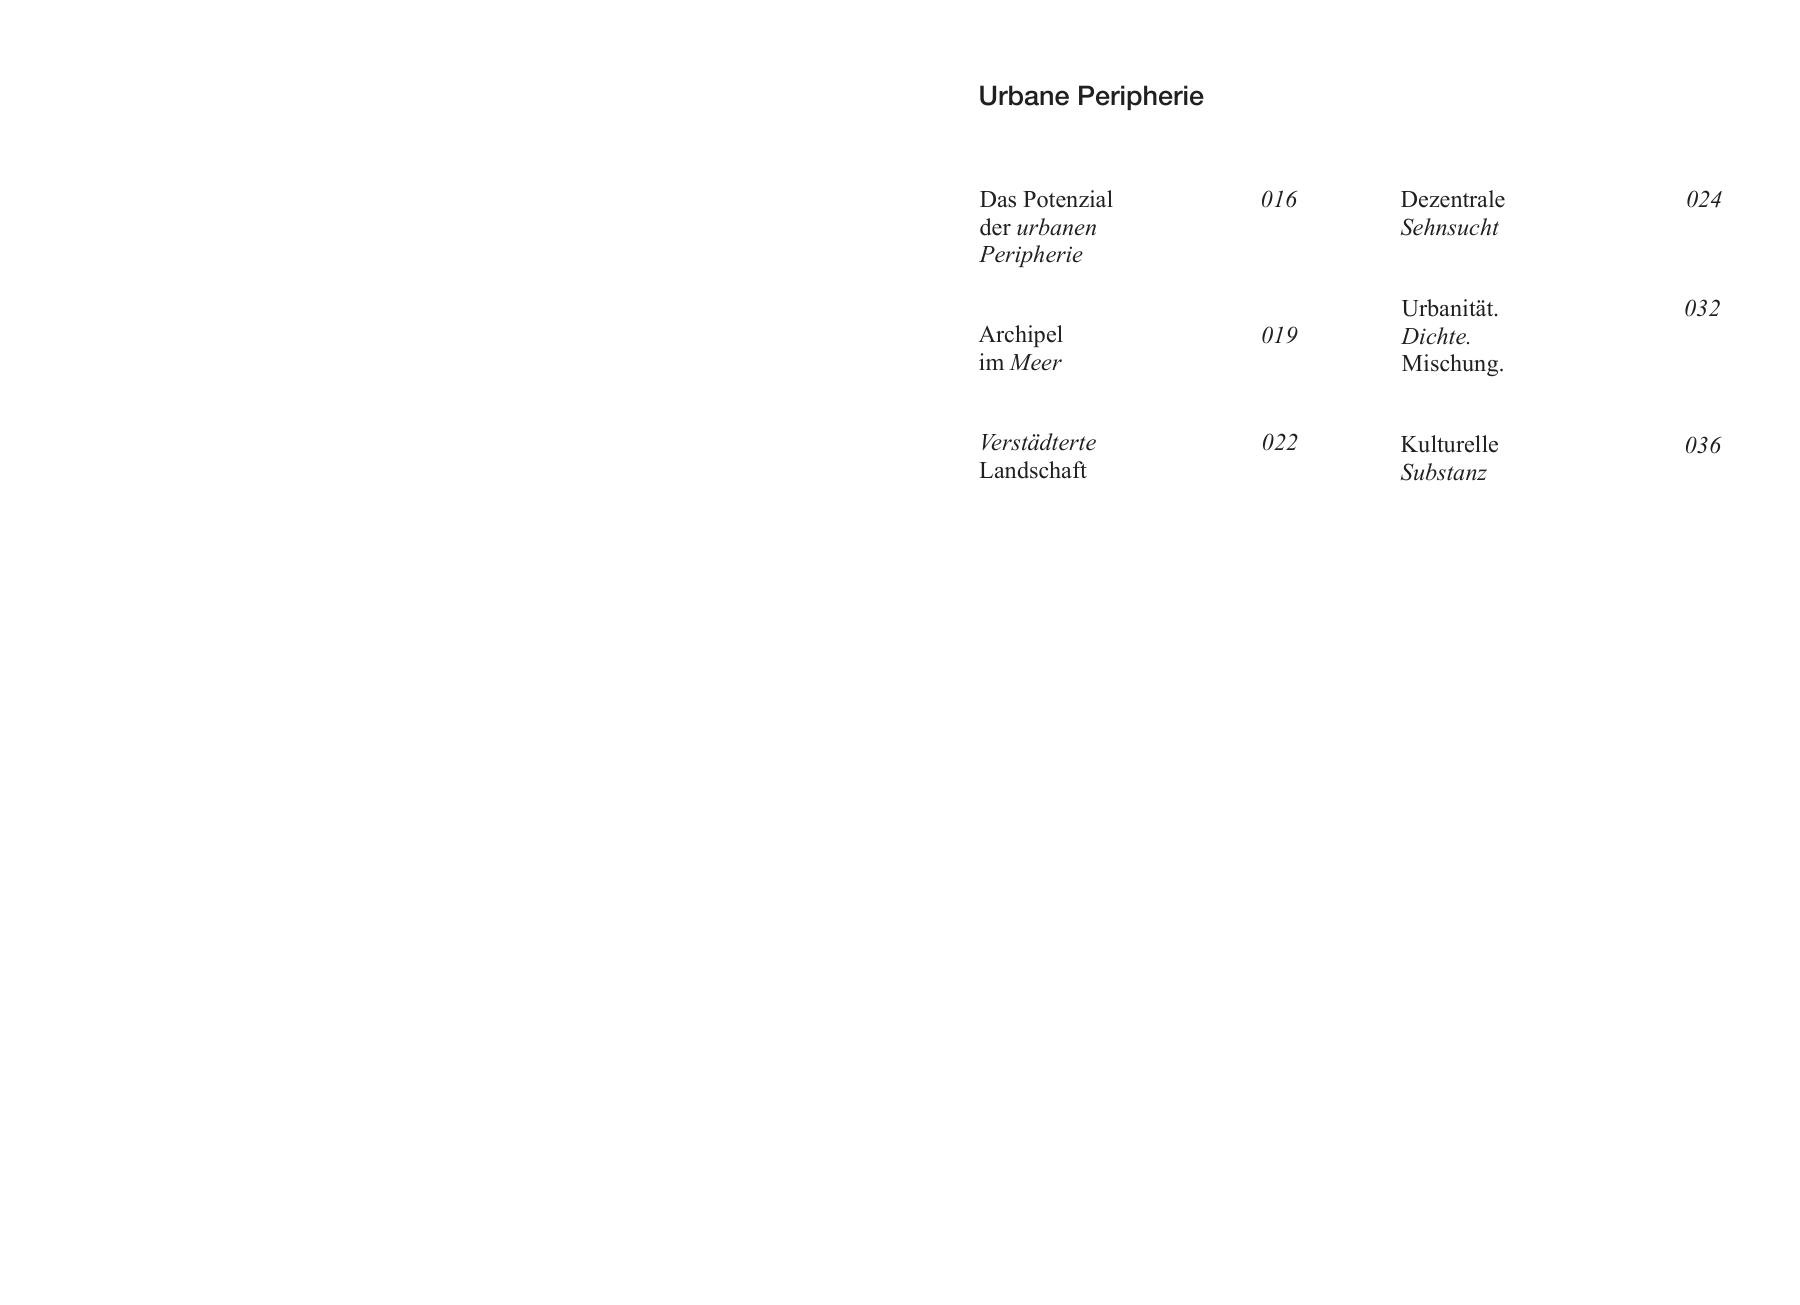 Urbane Peripherie
Das Potenzial 016
der urbanen
Peripherie
Archipel 019
im Meer
Verstädterte 022
Landschaft
Dezentrale 024
Sehnsucht
Urbanität. 032
Dichte.
Mischung.
Kulturelle 036
Substanz